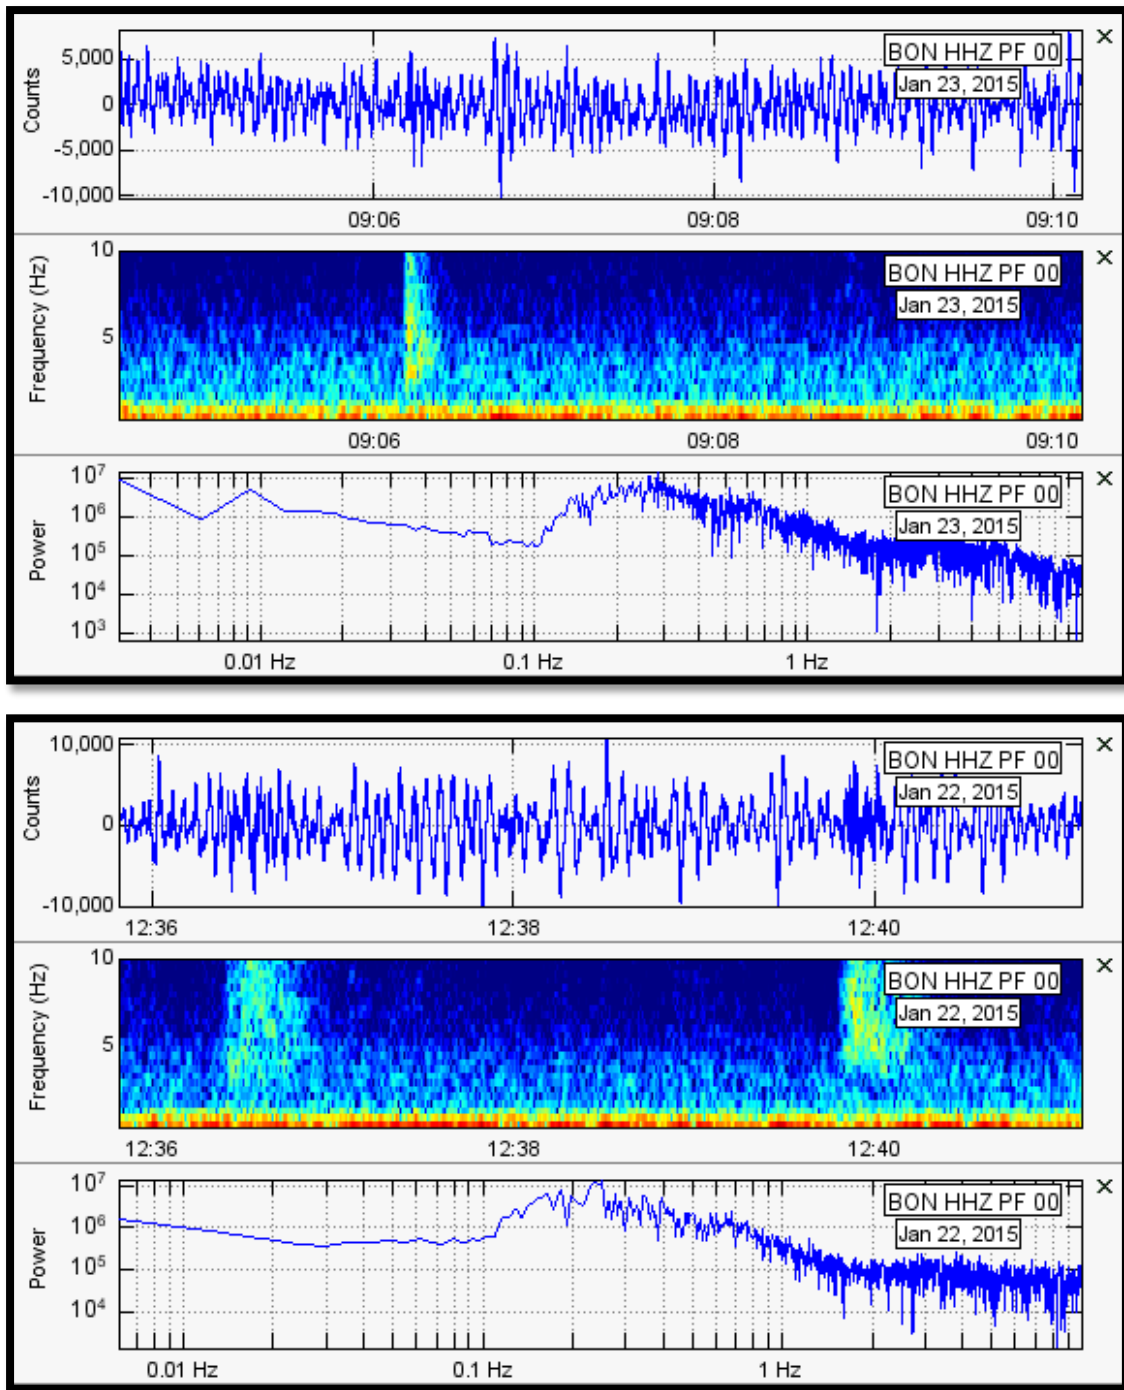 Counts
5,000
0
-5,000
-10,000
BON HHZ PF 00
Jan 23, 2015
×
09:06 09:08 09:10
Frequency (Hz)
10
5
BON HHZ PF 00
Jan 23, 2015
×
09:06 09:08 09:10
Power
10⁷
10⁶
10⁵
10⁴
10³
BON HHZ PF 00
Jan 23, 2015
×
0.01 Hz 0.1 Hz 1 Hz
Counts
10,000
0
-10,000
BON HHZ PF 00
Jan 22, 2015
×
12:36 12:38 12:40
Frequency (Hz)
10
5
BON HHZ PF 00
Jan 22, 2015
×
12:36 12:38 12:40
Power
10⁷
10⁶
10⁵
10⁴
BON HHZ PF 00
Jan 22, 2015
×
0.01 Hz 0.1 Hz 1 Hz